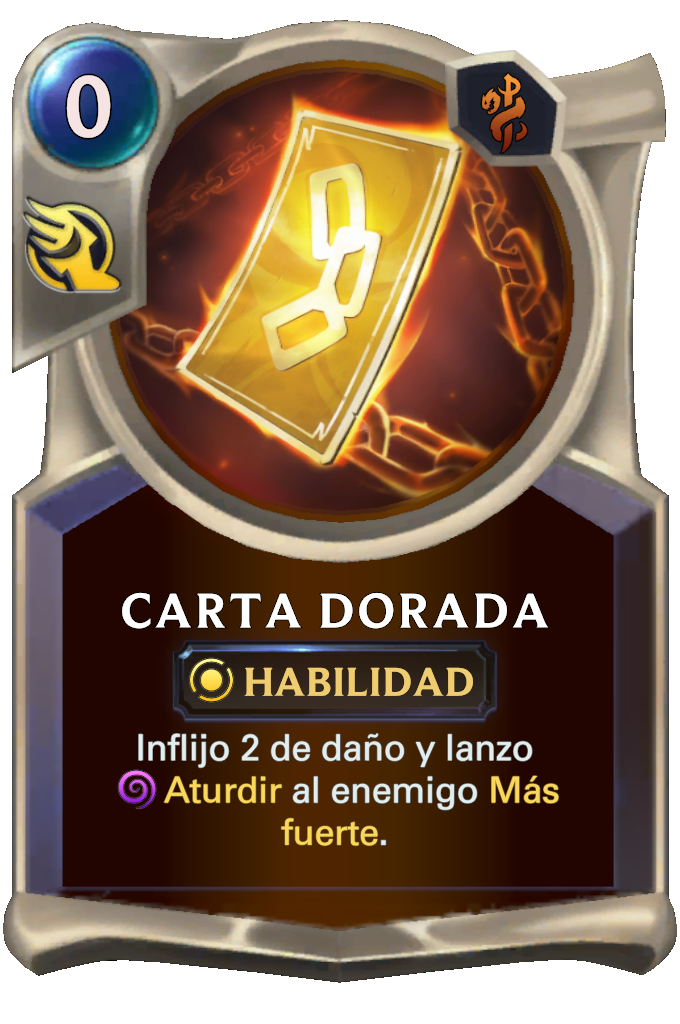 0
CARTA DORADA
HABILIDAD
Inflijo 2 de daño y lanzo
Aturdir al enemigo Más
fuerte.